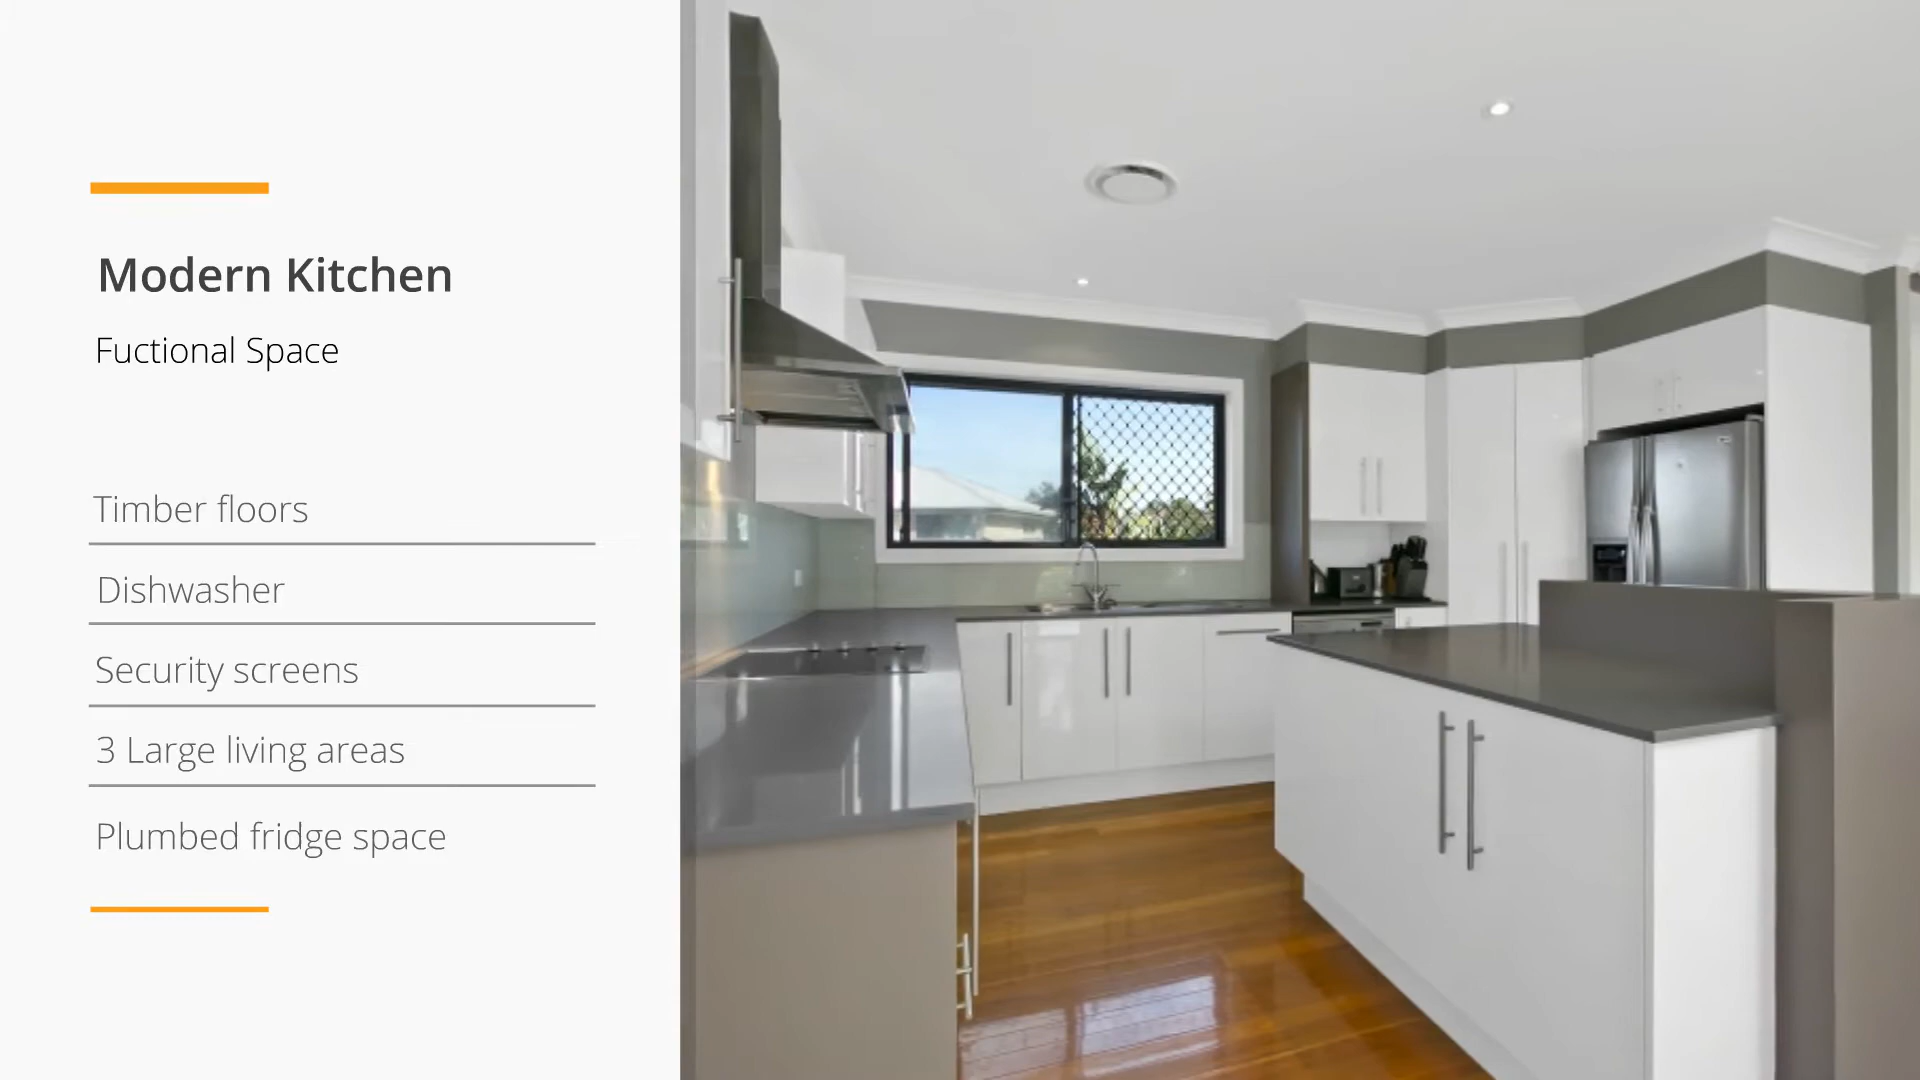 Modern Kitchen
Fuctional Space
Timber floors
Dishwasher
Security screens
3 Large living areas
Plumbed fridge space